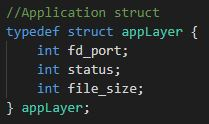 //Application struct
typedef struct appLayer {
    int fd_port;
    int status;
    int file_size;
} appLayer;